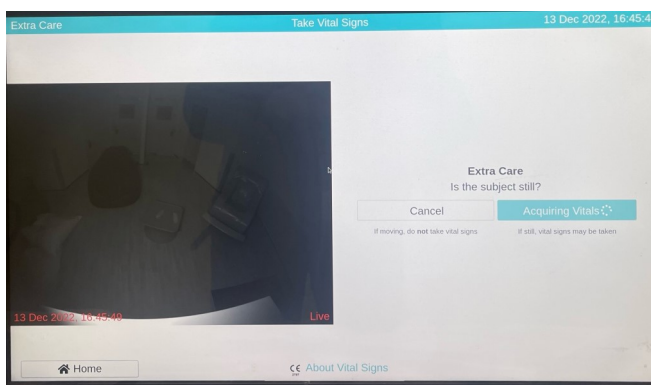 Extra Care
Take Vital Signs
13 Dec 2022, 16:45:4
Extra Care
Is the subject still?
Cancel
Acquiring Vitals
If moving, do not take vital signs
If still, vital signs may be taken
13 Dec 2022, 16:45:49
Live
Home
CE About Vital Signs